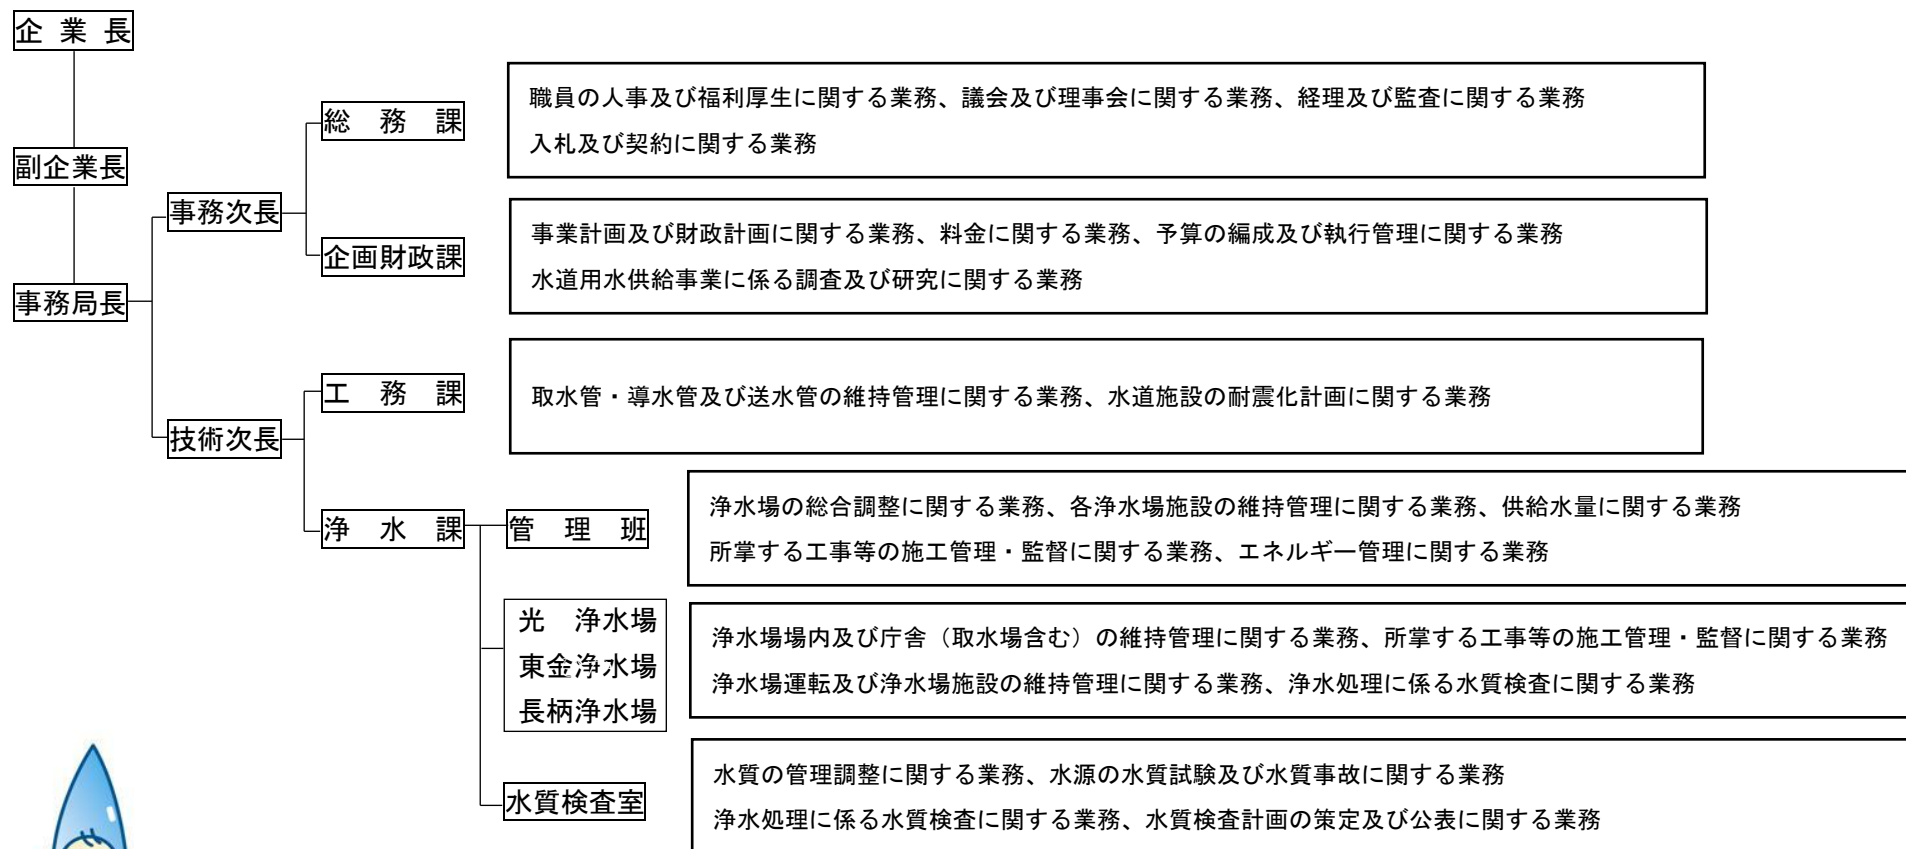 企 業 長
副企業長
事務局長
事務次長
総 務 課
職員の人事及び福利厚生に関する業務、議会及び理事会に関する業務、経理及び監査に関する業務
入札及び契約に関する業務
企画財政課
事業計画及び財政計画に関する業務、料金に関する業務、予算の編成及び執行管理に関する業務
水道用水供給事業に係る調査及び研究に関する業務
技術次長
工 務 課
取水管・導水管及び送水管の維持管理に関する業務、水道施設の耐震化計画に関する業務
浄 水 課
管 理 班
浄水場の総合調整に関する業務、各浄水場施設の維持管理に関する業務、供給水量に関する業務
所掌する工事等の施工管理・監督に関する業務、エネルギー管理に関する業務
光 浄水場
東金浄水場
長柄浄水場
浄水場場内及び庁舎（取水場含む）の維持管理に関する業務、所掌する工事等の施工管理・監督に関する業務
浄水場運転及び浄水場施設の維持管理に関する業務、浄水処理に係る水質検査に関する業務
水質検査室
水質の管理調整に関する業務、水源の水質試験及び水質事故に関する業務
浄水処理に係る水質検査に関する業務、水質検査計画の策定及び公表に関する業務